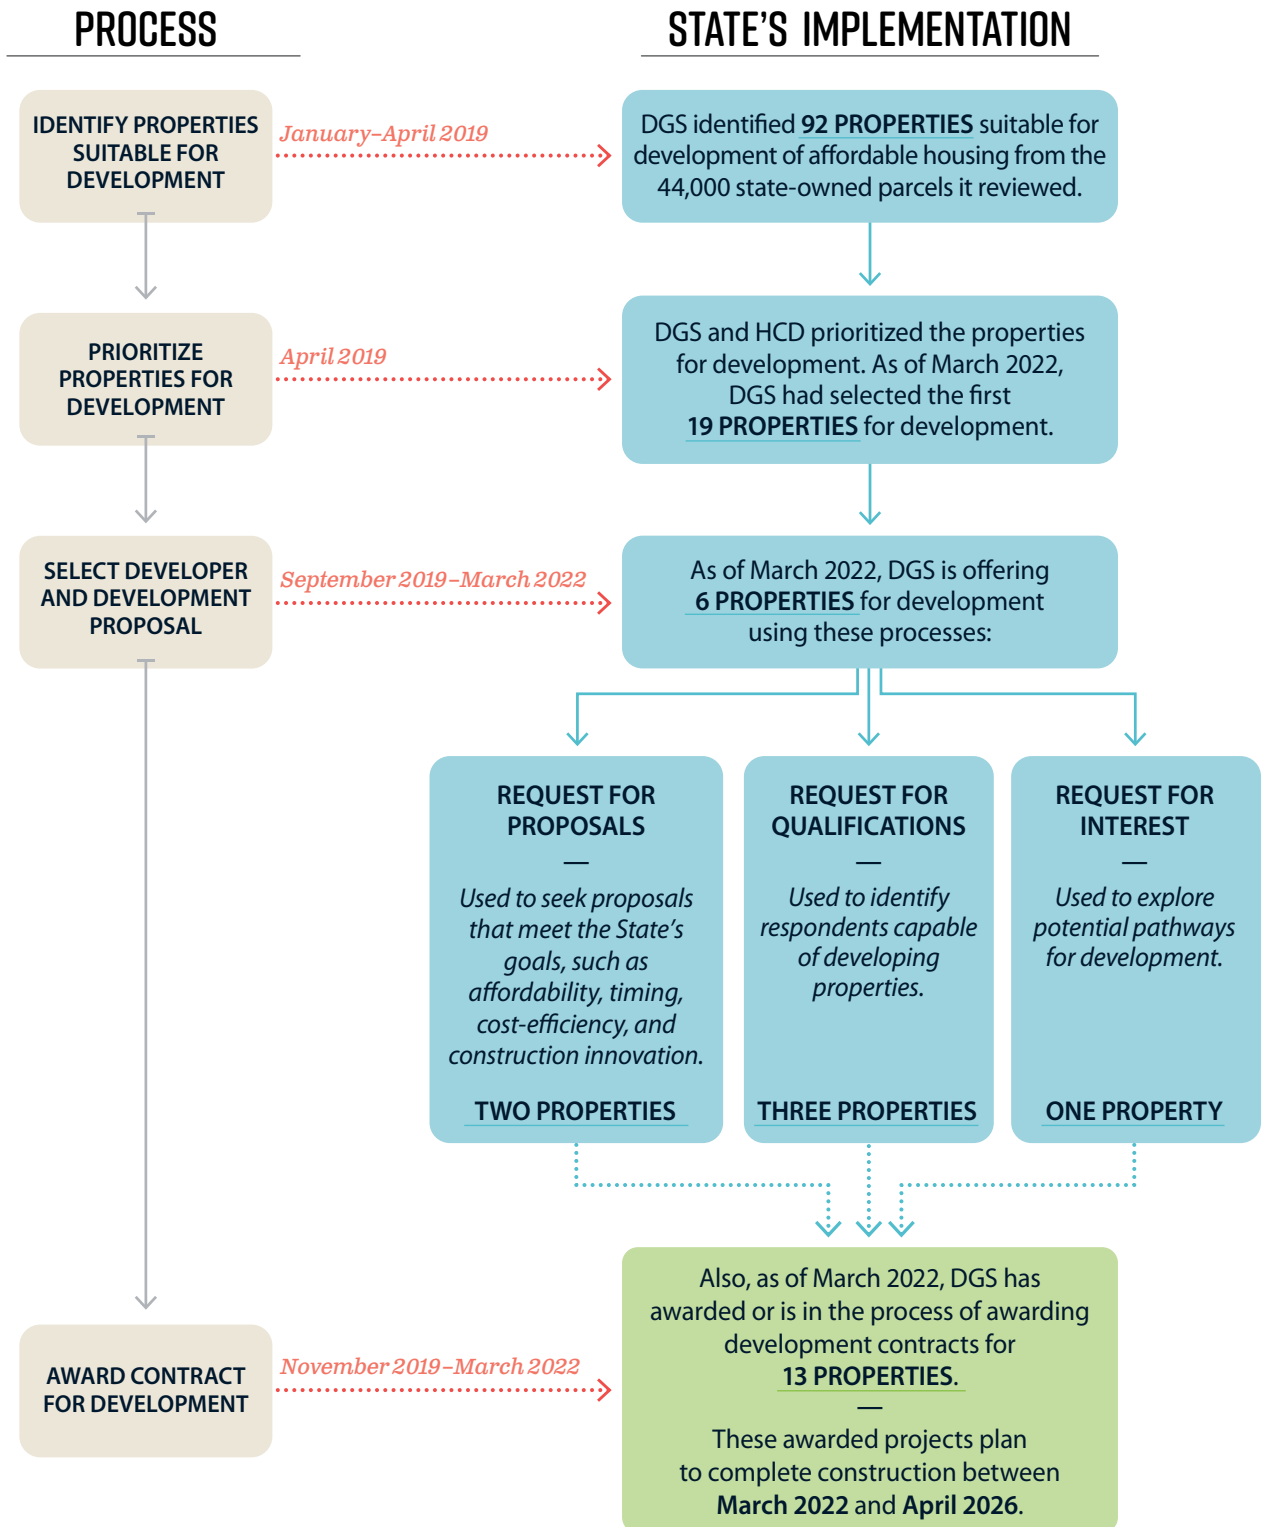 PROCESS
STATE’S IMPLEMENTATION
IDENTIFY PROPERTIES
SUITABLE FOR
DEVELOPMENT
January–April 2019
DGS identified 92 PROPERTIES suitable for
development of affordable housing from the
44,000 state-owned parcels it reviewed.
PRIORITIZE
PROPERTIES FOR
DEVELOPMENT
April 2019
DGS and HCD prioritized the properties
for development. As of March 2022,
DGS had selected the first
19 PROPERTIES for development.
SELECT DEVELOPER
AND DEVELOPMENT
PROPOSAL
September 2019–March 2022
As of March 2022, DGS is offering
6 PROPERTIES for development
using these processes:
REQUEST FOR
PROPOSALS
—
Used to seek proposals
that meet the State’s
goals, such as
affordability, timing,
cost-efficiency, and
construction innovation.
TWO PROPERTIES
REQUEST FOR
QUALIFICATIONS
—
Used to identify
respondents capable
of developing
properties.
THREE PROPERTIES
REQUEST FOR
INTEREST
—
Used to explore
potential pathways
for development.
ONE PROPERTY
AWARD CONTRACT
FOR DEVELOPMENT
November 2019–March 2022
Also, as of March 2022, DGS has
awarded or is in the process of awarding
development contracts for
13 PROPERTIES.
—
These awarded projects plan
to complete construction between
March 2022 and April 2026.